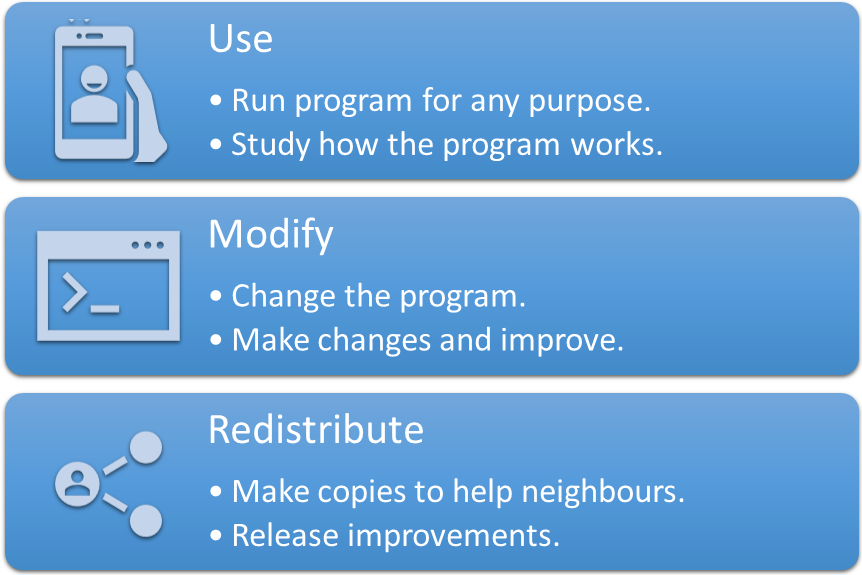 Use
• Run program for any purpose.
• Study how the program works.
Modify
• Change the program.
• Make changes and improve.
Redistribute
• Make copies to help neighbours.
• Release improvements.